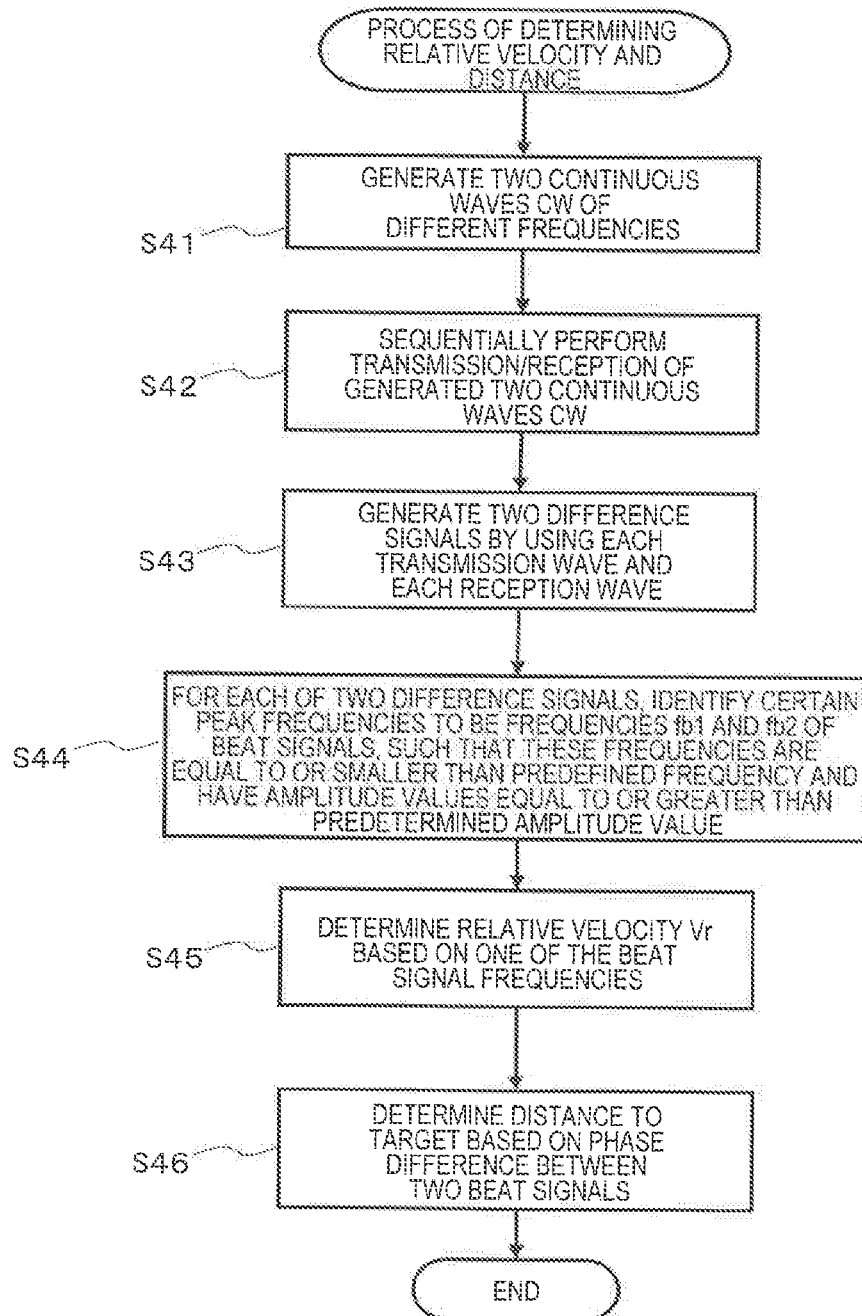 PROCESS OF DETERMINING
RELATIVE VELOCITY AND
DISTANCE
GENERATE TWO CONTINUOUS
WAVES CW OF
DIFFERENT FREQUENCIES
S41
SEQUENTIALLY PERFORM
TRANSMISSION/RECEPTION OF
GENERATED TWO CONTINUOUS
WAVES CW
S42
GENERATE TWO DIFFERENCE
SIGNALS BY USING EACH
TRANSMISSION WAVE AND
EACH RECEPTION WAVE
S43
FOR EACH OF TWO DIFFERENCE SIGNALS, IDENTIFY CERTAIN
PEAK FREQUENCIES TO BE FREQUENCIES fb1 AND fb2 OF
BEAT SIGNALS, SUCH THAT THESE FREQUENCIES ARE
EQUAL TO OR SMALLER THAN PREDEFINED FREQUENCY AND
HAVE AMPLITUDE VALUES EQUAL TO OR GREATER THAN
PREDETERMINED AMPLITUDE VALUE
S44
DETERMINE RELATIVE VELOCITY Vr
BASED ON ONE OF THE BEAT
SIGNAL FREQUENCIES
S45
DETERMINE DISTANCE TO
TARGET BASED ON PHASE
DIFFERENCE BETWEEN
TWO BEAT SIGNALS
S46
END